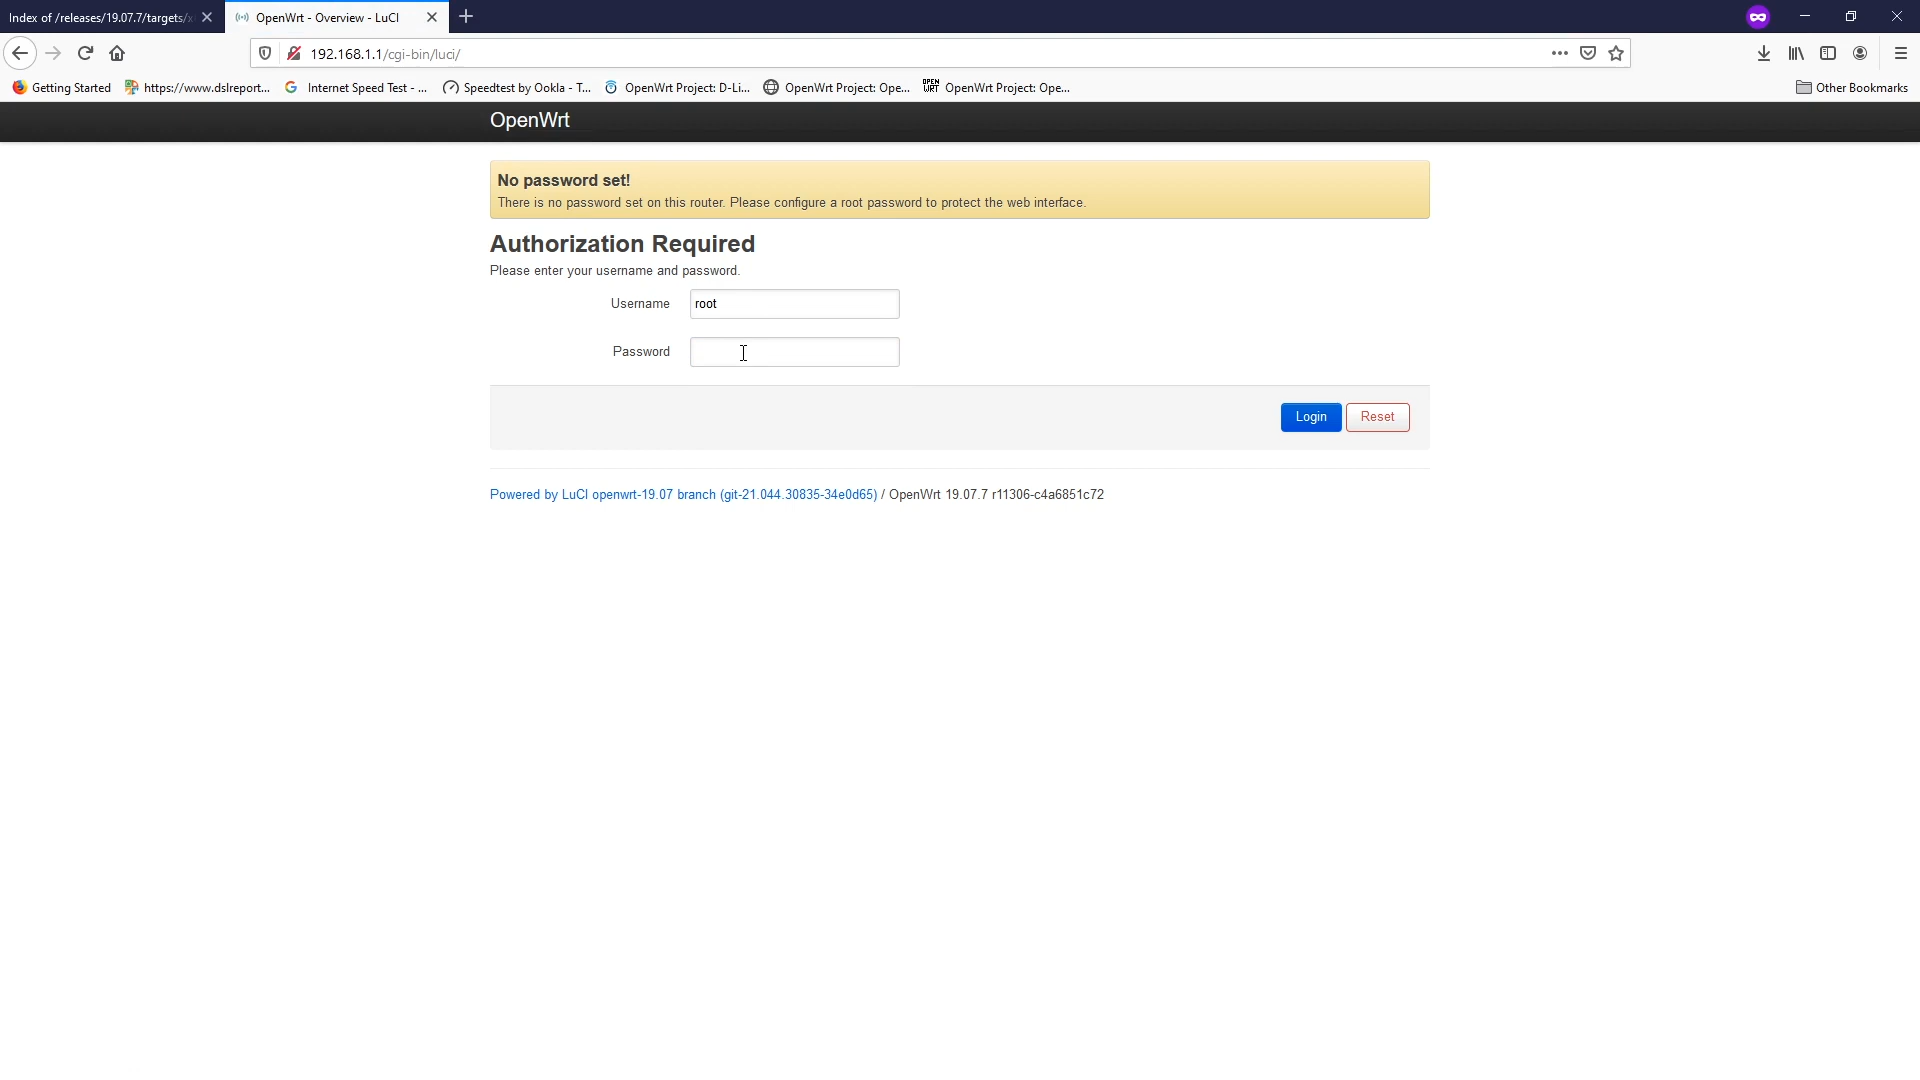 Index of /releases/19.07.7/targets/x
OpenWrt - Overview - LuCI
192.168.1.1/cgi-bin/luci/
Getting Started
https://www.dslreport...
Internet Speed Test - ...
Speedtest by Ookla - T...
OpenWrt Project: D-Li...
OpenWrt Project: Ope...
OPEN
WRT
OpenWrt Project: Ope...
Other Bookmarks
OpenWrt
No password set!
There is no password set on this router. Please configure a root password to protect the web interface.
Authorization Required
Please enter your username and password.
Username root
Password
Login Reset
Powered by LuCI openwrt-19.07 branch (git-21.044.30835-34e0d65) / OpenWrt 19.07.7 r11306-c4a6851c72